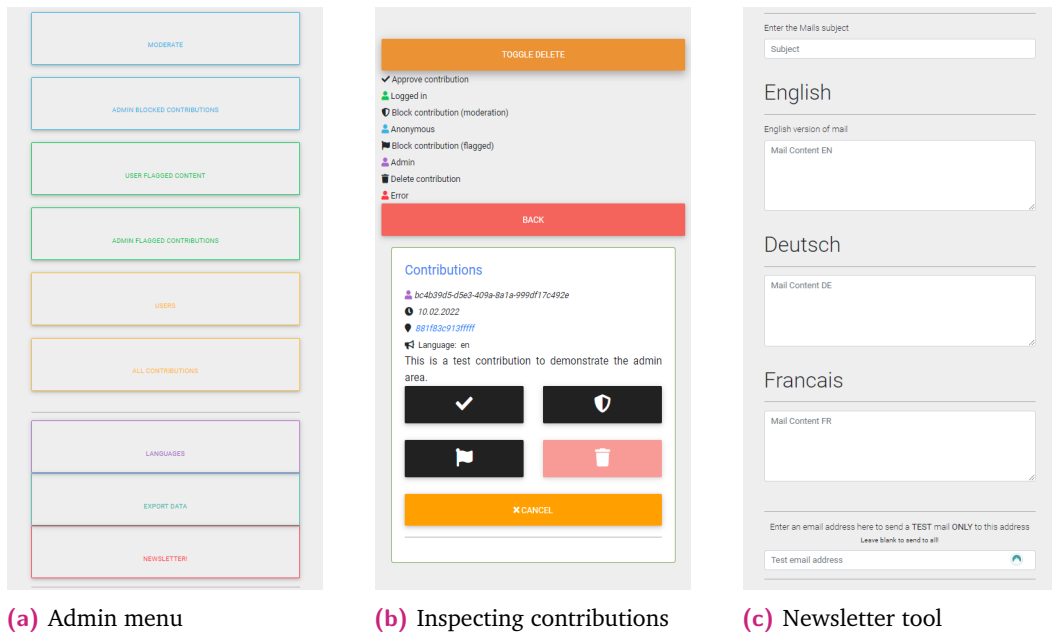 MODERATE
ADMIN BLOCKED CONTRIBUTIONS
USER FLAGGED CONTENT
ADMIN FLAGGED CONTRIBUTIONS
USERS
ALL CONTRIBUTIONS
LANGUAGES
EXPORT DATA
NEWSLETTER!
(a) Admin menu
TOGGLE DELETE
Approve contribution
Logged in
Block contribution (moderation)
Anonymous
Block contribution (flagged)
Admin
Delete contribution
Error
BACK
Contributions
bc4b39d5-d5e3-409a-8a1a-999df17c492e
10.02.2022
881f83c913fffff
Language: en
This is a test contribution to demonstrate the admin
area.
CANCEL
(b) Inspecting contributions
Enter the Mails subject
Subject
English
English version of mail
Mail Content EN
Deutsch
Mail Content DE
Francais
Mail Content FR
Enter an email address here to send a TEST mail ONLY to this address
Leave blank to send to all!
Test email address
(c) Newsletter tool